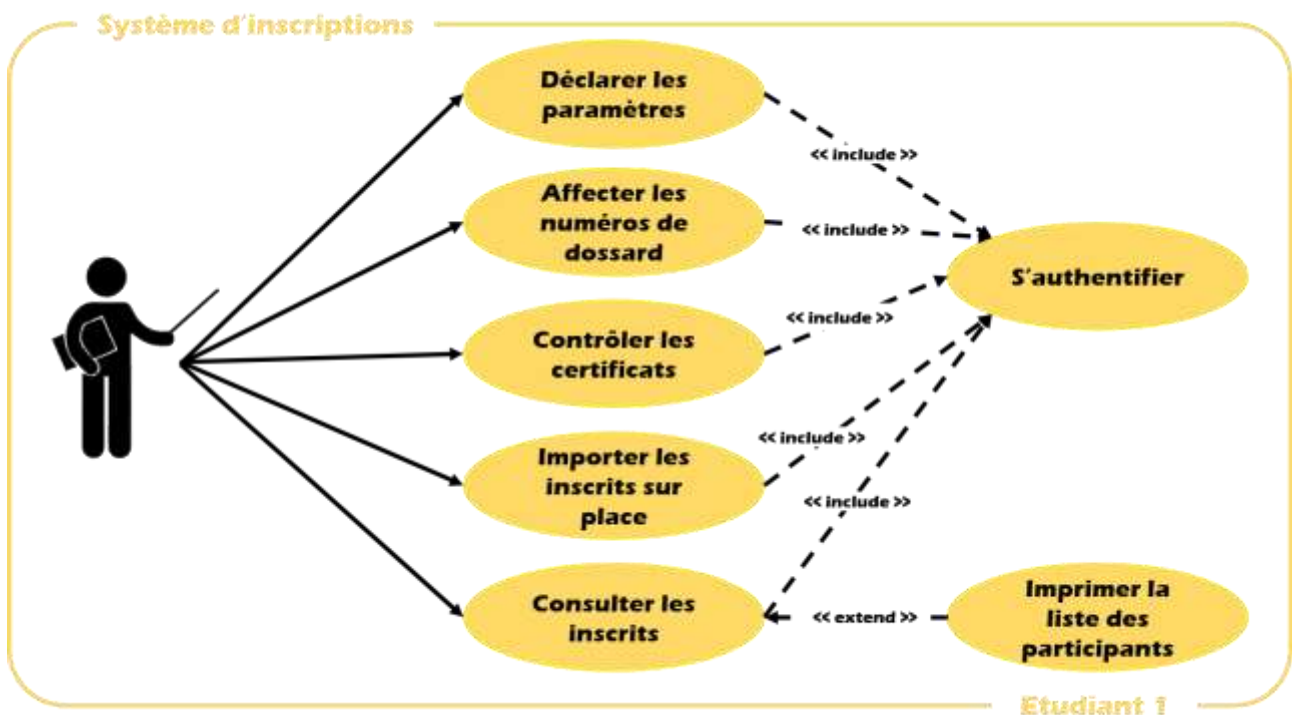 Système d'inscriptions
Déclarer les
paramètres
<< include >>
Affecter les
numéros de
dossard
<< include >>
S'authentifier
Contrôler les
certificats
<< include >>
Importer les
inscrits sur
place
<< include >>
<< include >>
Consulter les
inscrits
<< extend >>
Imprimer la
liste des
participants
Etudiant 1